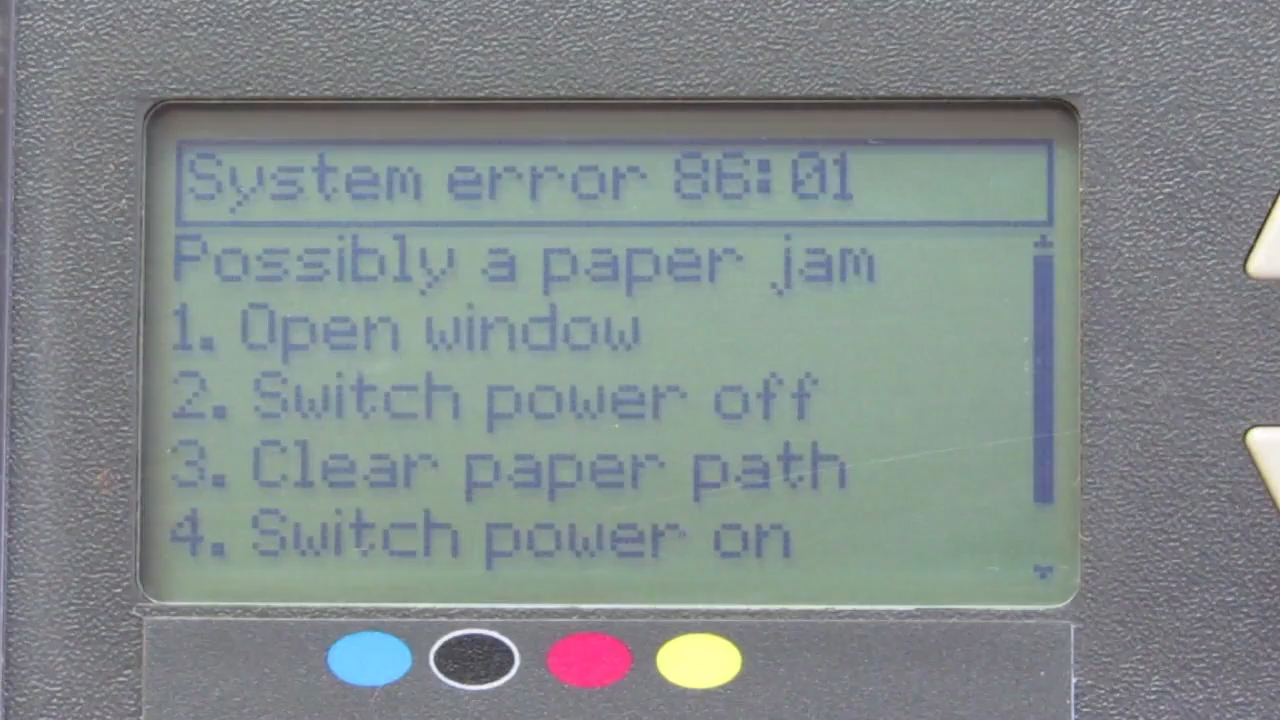 System error 86:01
Possibly a paper jam
1. Open window
2. Switch power off
3. Clear paper path
4. Switch power on